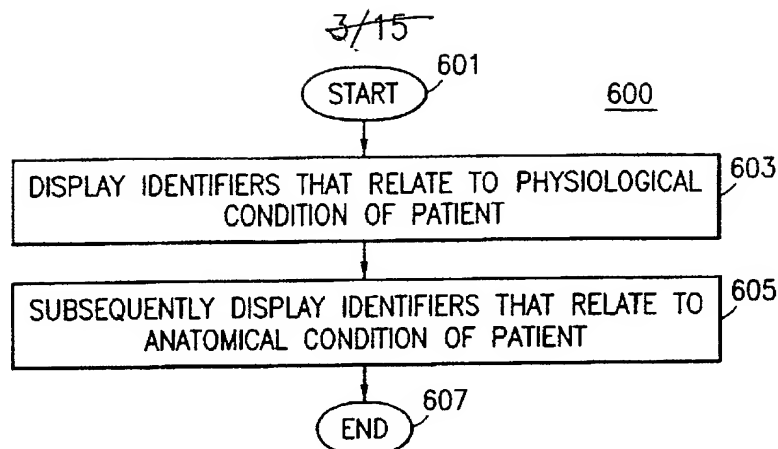 3/15
START 601
600
DISPLAY IDENTIFIERS THAT RELATE TO PHYSIOLOGICAL 603
CONDITION OF PATIENT
SUBSEQUENTLY DISPLAY IDENTIFIERS THAT RELATE TO 605
ANATOMICAL CONDITION OF PATIENT
END 607